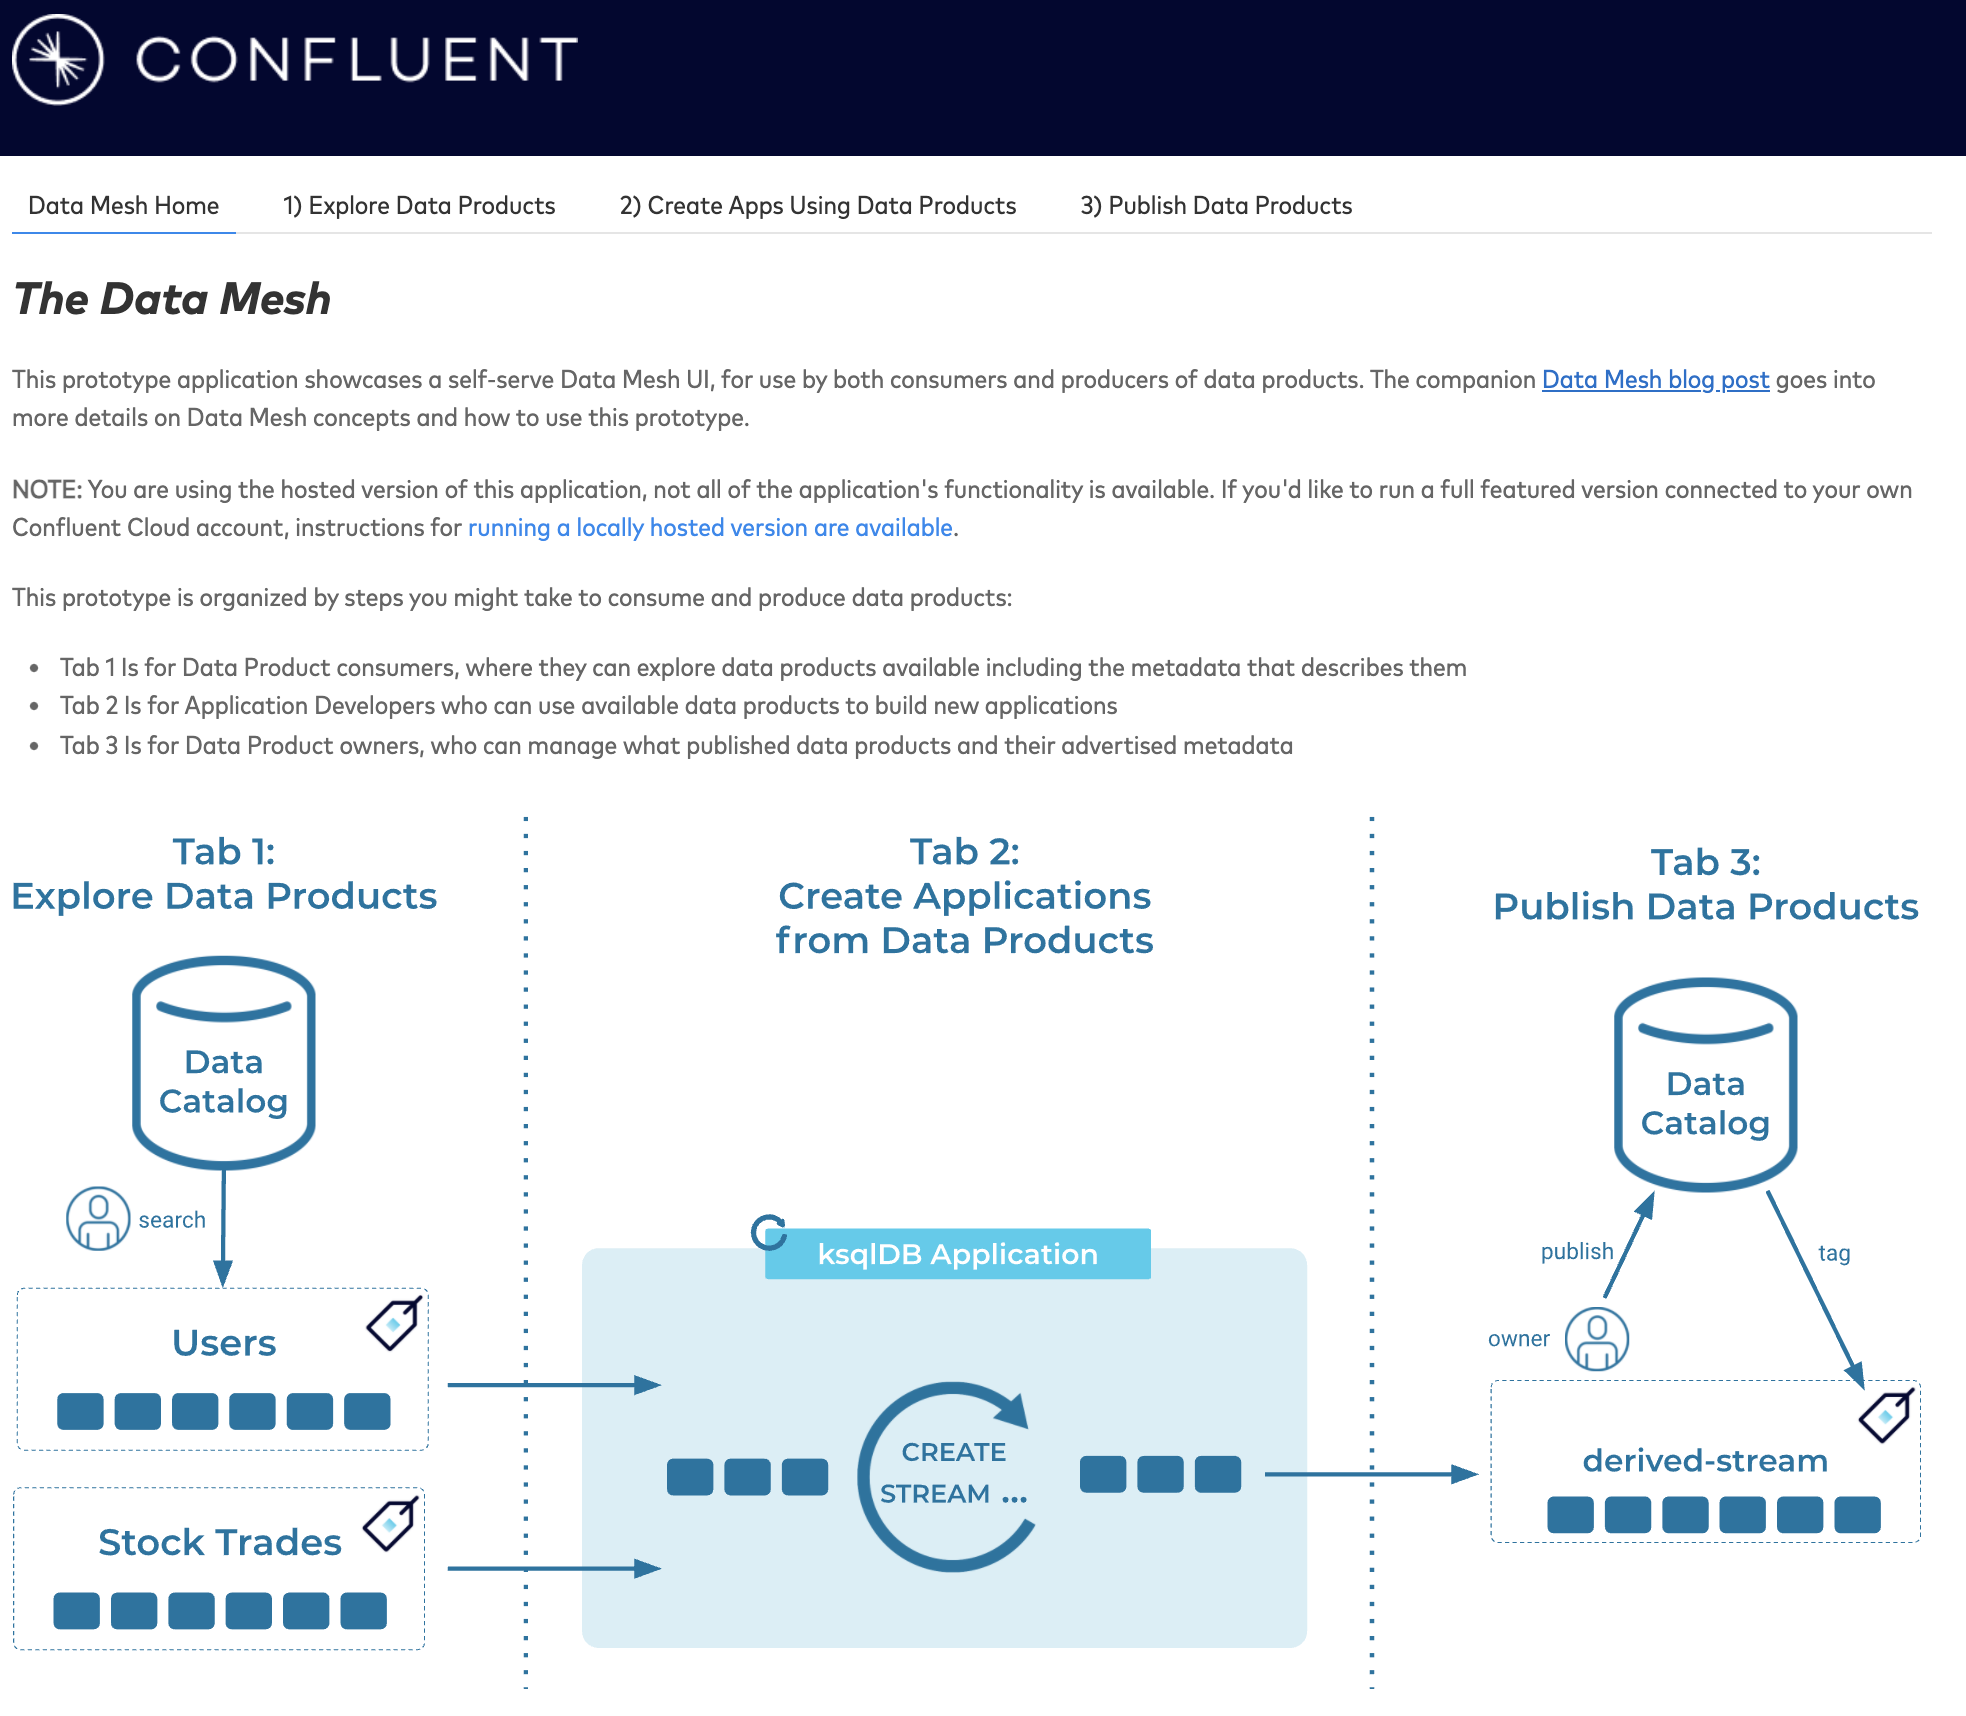 CONFLUENT
Data Mesh Home
1) Explore Data Products
2) Create Apps Using Data Products
3) Publish Data Products
The Data Mesh
This prototype application showcases a self-serve Data Mesh UI, for use by both consumers and producers of data products. The companion Data Mesh blog post goes into
more details on Data Mesh concepts and how to use this prototype.
NOTE: You are using the hosted version of this application, not all of the application's functionality is available. If you'd like to run a full featured version connected to your own
Confluent Cloud account, instructions for running a locally hosted version are available.
This prototype is organized by steps you might take to consume and produce data products:
• Tab 1 Is for Data Product consumers, where they can explore data products available including the metadata that describes them
• Tab 2 Is for Application Developers who can use available data products to build new applications
• Tab 3 Is for Data Product owners, who can manage what published data products and their advertised metadata
Tab 1:
Explore Data Products
Data
Catalog
search
Users
Stock Trades
Tab 2:
Create Applications
from Data Products
ksqlDB Application
CREATE
STREAM ...
Tab 3:
Publish Data Products
Data
Catalog
publish
tag
owner
derived-stream